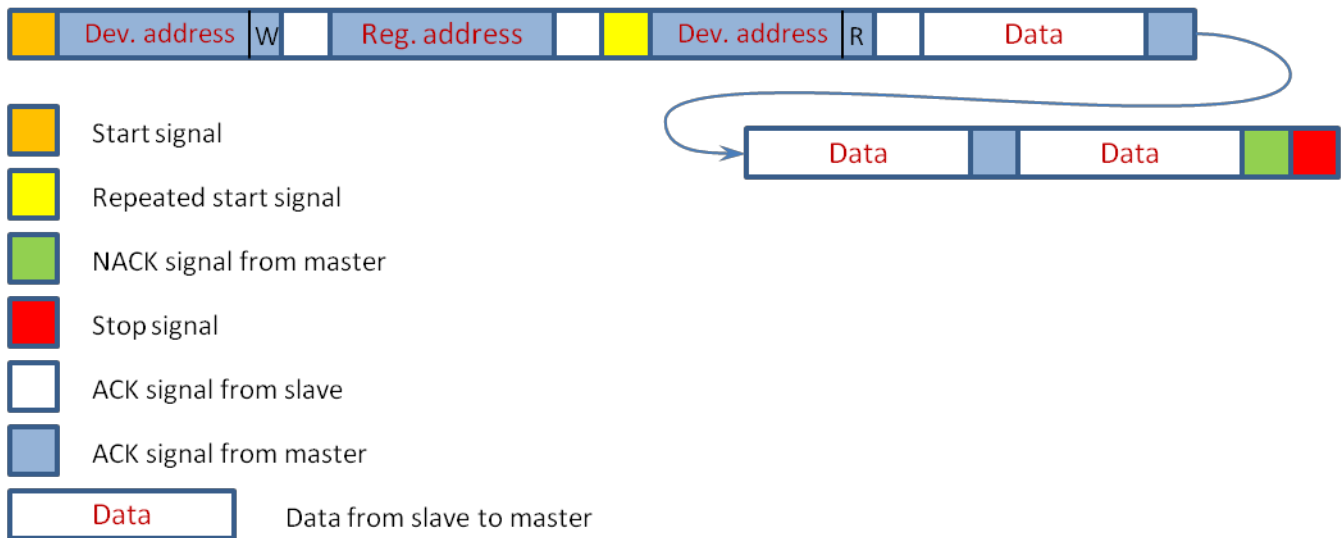 Dev. address W Reg. address Dev. address R Data
Start signal
Data Data
Repeated start signal
NACK signal from master
Stop signal
ACK signal from slave
ACK signal from master
Data Data from slave to master